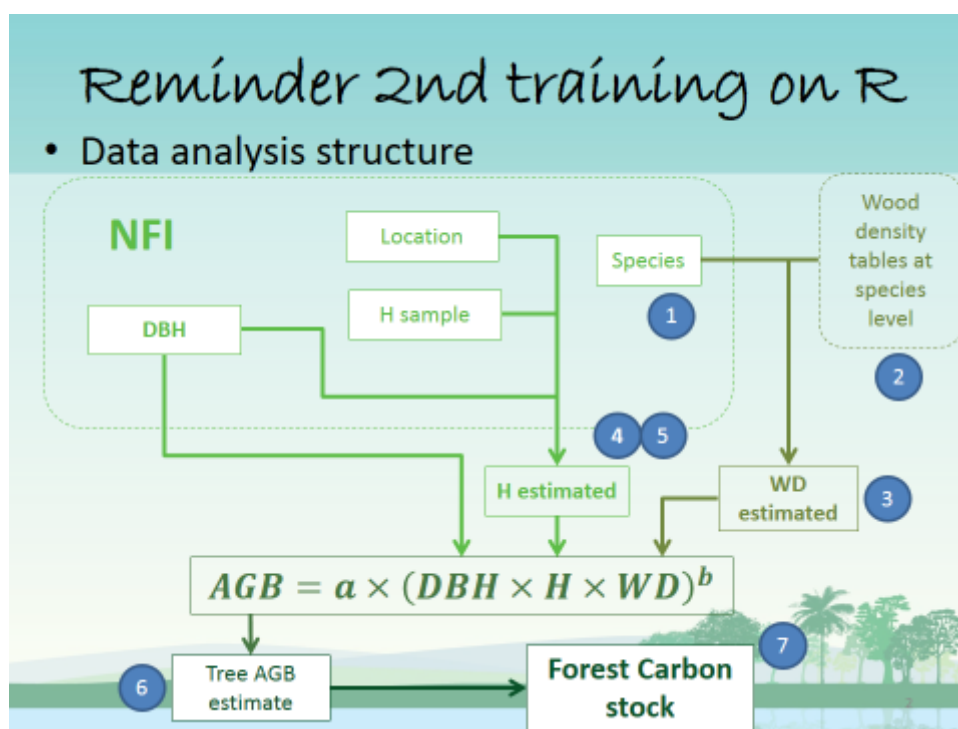 Reminder 2nd training on R
• Data analysis structure
NFI
Location
Species
Wood
density
tables at
species
level
H sample
DBH
1
2
4
5
H estimated
WD
estimated
3
AGB = a × (DBH × H × WD)^b
7
6
Tree AGB
estimate
Forest Carbon
stock
2